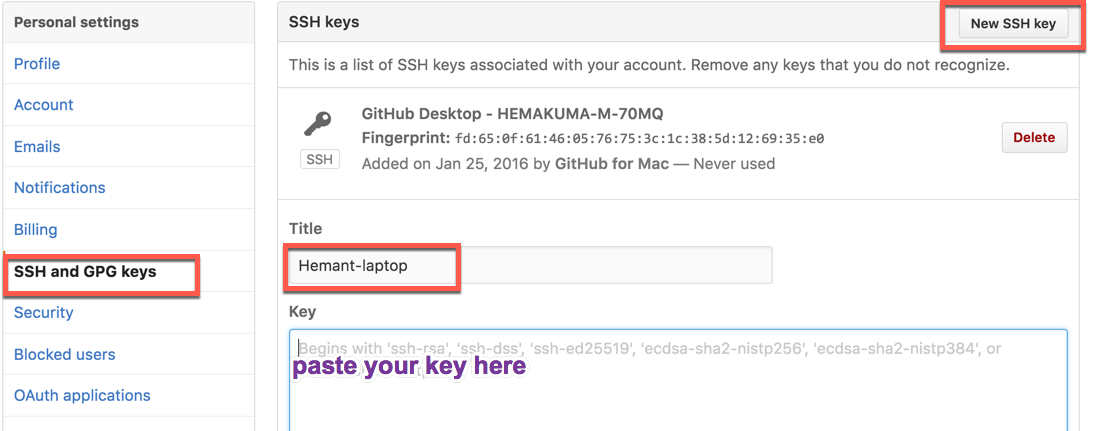 Personal settings
Profile
Account
Emails
Notifications
Billing
SSH and GPG keys
Security
Blocked users
OAuth applications
SSH keys
New SSH key
This is a list of SSH keys associated with your account. Remove any keys that you do not recognize.
GitHub Desktop - HEMAKUMA-M-70MQ
Fingerprint: fd:65:0f:61:46:05:76:75:3c:1c:38:5d:12:69:35:e0
SSH
Added on Jan 25, 2016 by GitHub for Mac — Never used
Delete
Title
Hemant-laptop
Key
Begins with 'ssh-rsa', 'ssh-dss', 'ssh-ed25519', 'ecdsa-sha2-nistp256', 'ecdsa-sha2-nistp384', or
paste your key here